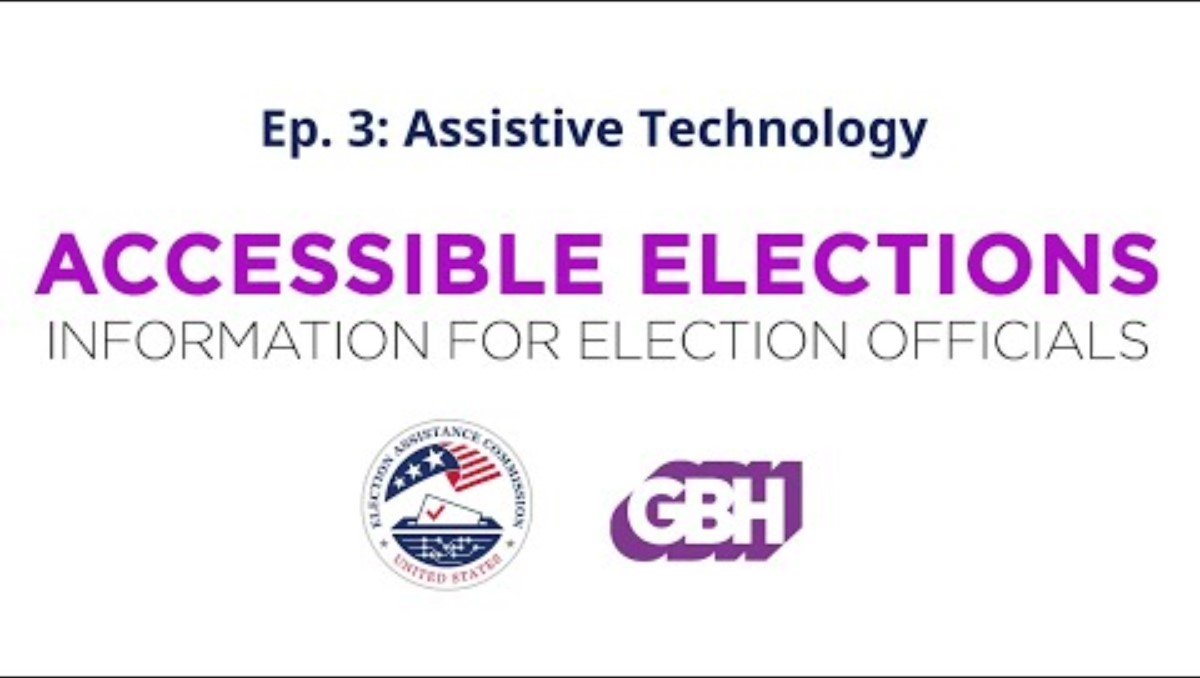 Ep. 3: Assistive Technology
ACCESSIBLE ELECTIONS
INFORMATION FOR ELECTION OFFICIALS
ELECTION ASSISTANCE COMMISSION
UNITED STATES
GBH